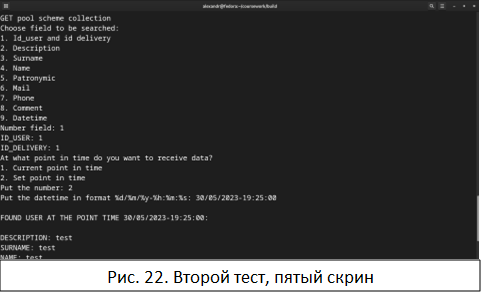 alexandr@fedora:~/coursework/build
GET pool scheme collection
Choose field to be searched:
1. Id_user and id delivery
2. Description
3. Surname
4. Name
5. Patronymic
6. Mail
7. Phone
8. Comment
9. Datetime
Number field: 1
ID_USER: 1
ID_DELIVERY: 1
At what point in time do you want to receive data?
1. Current point in time
2. Set point in time
Put the number: 2
Put the datetime in format %d/%m/%y-%h:%m:%s: 30/05/2023-19:25:00
FOUND USER AT THE POINT TIME 30/05/2023-19:25:00:
DESCRIPTION: test
SURNAME: test
NAME: test
Рис. 22. Второй тест, пятый скрин